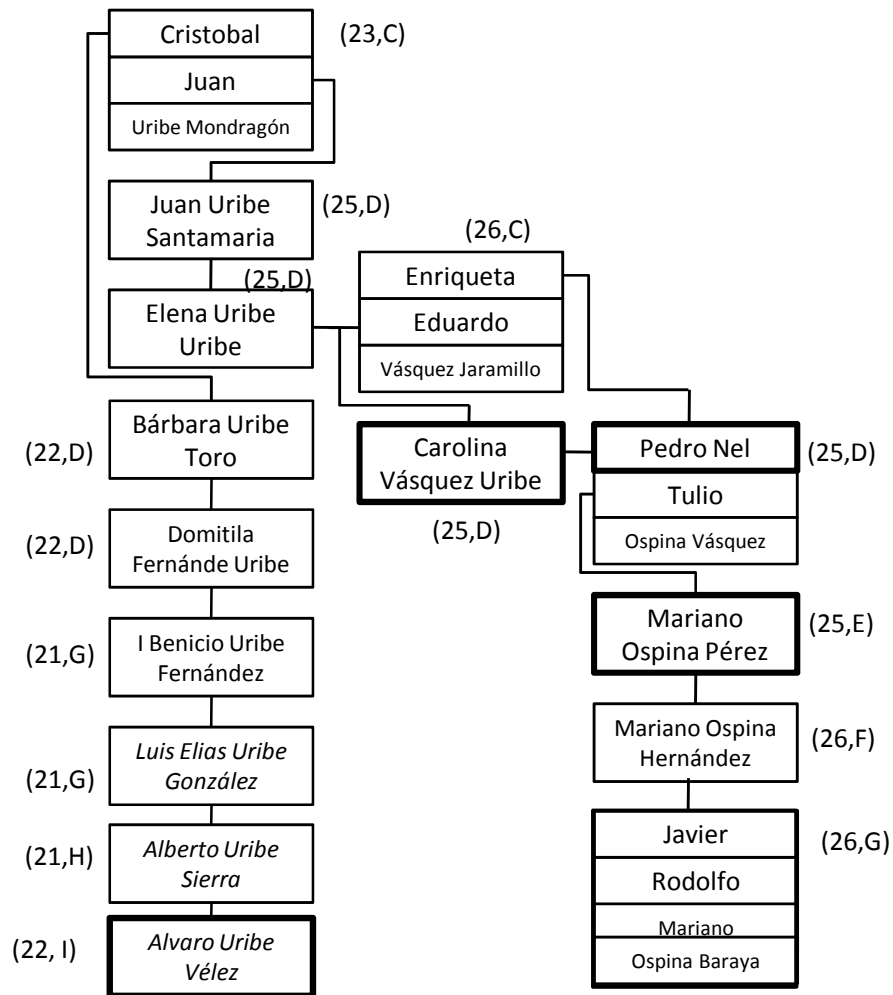 Cristobal
(23,C)
Juan
Uribe Mondragón
Juan Uribe
Santamaria
(25,D)
(26,C)
(25,D)
Enriqueta
Elena Uribe
Uribe
Eduardo
Vásquez Jaramillo
Bárbara Uribe
Toro
(22,D)
Carolina
Vásquez Uribe
(25,D)
Pedro Nel
(25,D)
Tulio
Ospina Vásquez
Domitila
Fernánde Uribe
(22,D)
Mariano
Ospina Pérez
(25,E)
I Benicio Uribe
Fernández
(21,G)
Mariano Ospina
Hernández
(26,F)
Luis Elias Uribe
González
(21,G)
Javier
(26,G)
Rodolfo
Mariano
Ospina Baraya
Alberto Uribe
Sierra
(21,H)
Alvaro Uribe
Vélez
(22, I)